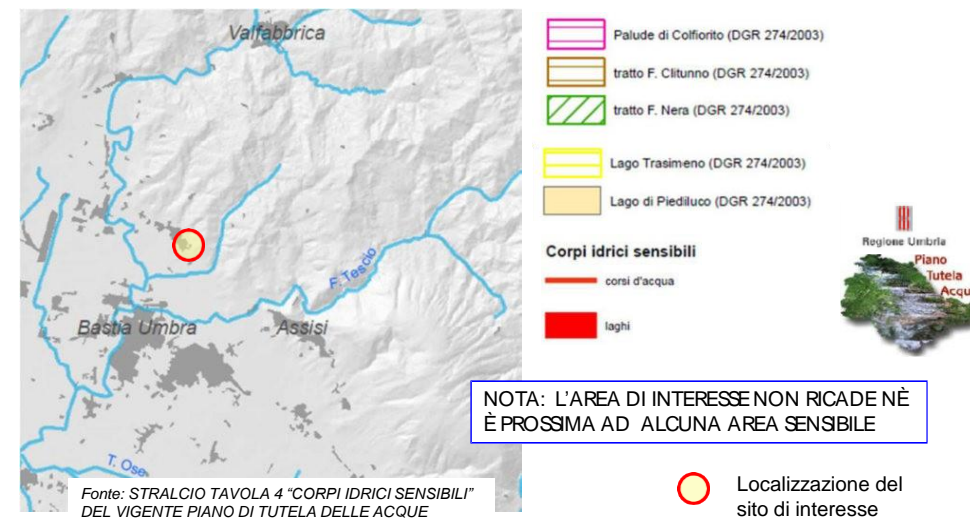 Valfabbrica
F. Tescio
Bastia Umbra
Assisi
T. Ose
Fonte: STRALCIO TAVOLA 4 “CORPI IDRICI SENSIBILI”
DEL VIGENTE PIANO DI TUTELA DELLE ACQUE
Palude di Colfiorito (DGR 274/2003)
tratto F. Clitunno (DGR 274/2003)
tratto F. Nera (DGR 274/2003)
Lago Trasimeno (DGR 274/2003)
Lago di Piediluco (DGR 274/2003)
Corpi idrici sensibili
corsi d'acqua
laghi
Regione Umbria
Piano
Tutela
Acqu
NOTA: L'AREA DI INTERESSE NON RICADE NÈ
È PROSSIMA AD ALCUNA AREA SENSIBILE
Localizzazione del
sito di interesse